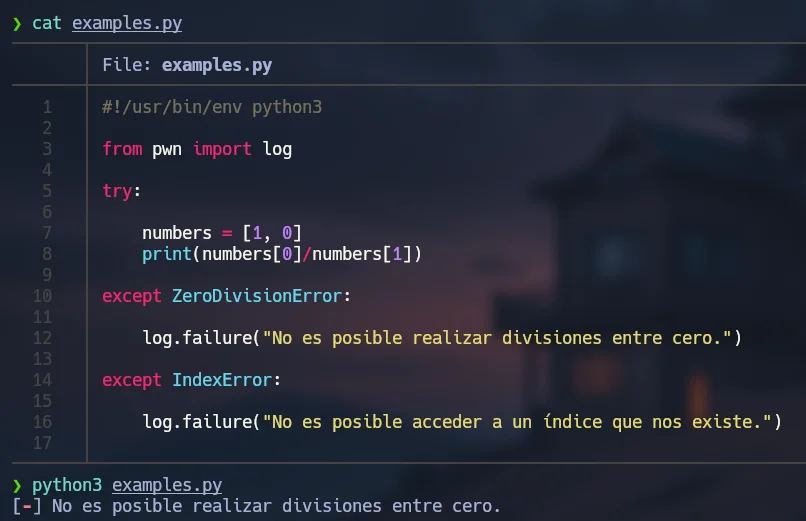 ❯ cat examples.py
File: examples.py
1 #!/usr/bin/env python3
2
3 from pwn import log
4
5 try:
6
7     numbers = [1, 0]
8     print(numbers[0]/numbers[1])
9
10 except ZeroDivisionError:
11
12     log.failure("No es posible realizar divisiones entre cero.")
13
14 except IndexError:
15
16     log.failure("No es posible acceder a un índice que nos existe.")
17
❯ python3 examples.py
[-] No es posible realizar divisiones entre cero.